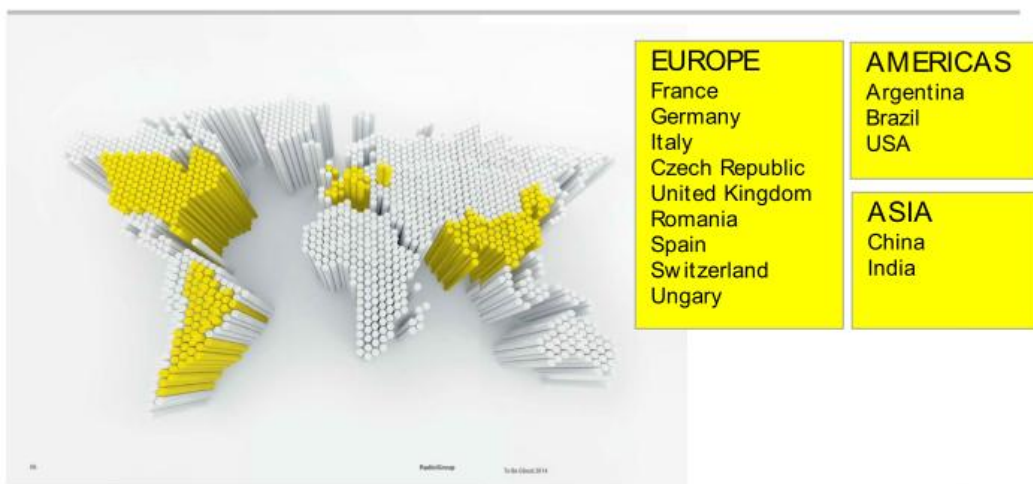 EUROPE
France
Germany
Italy
Czech Republic
United Kingdom
Romania
Spain
Switzerland
Ungary
AMERICAS
Argentina
Brazil
USA
ASIA
China
India